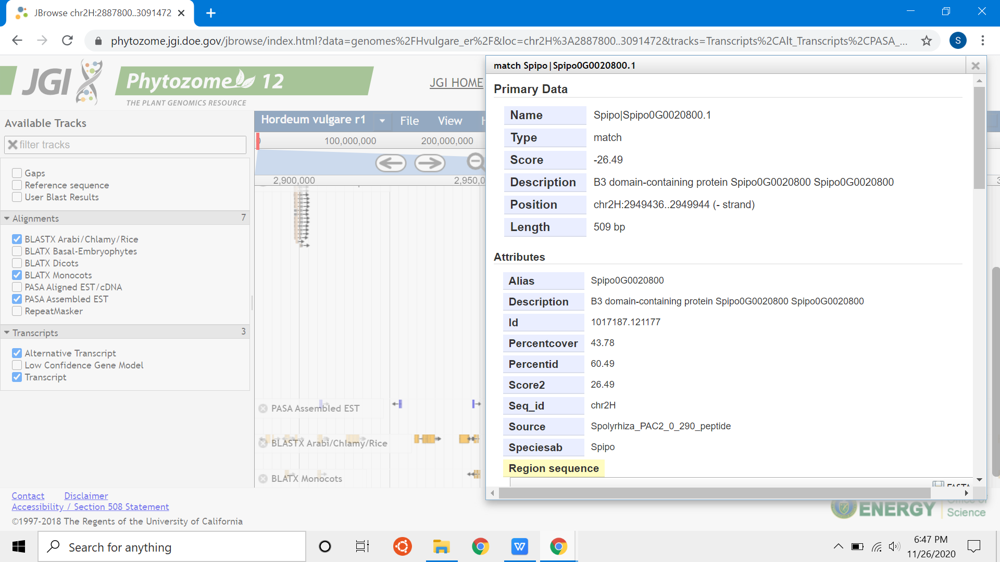 JBrowse chr2H:2887800..3091472
phytozome.jgi.doe.gov/jbrowse/index.html?data=genomes%2FHvulgare_er%2F&loc=chr2H%3A2887800..3091472&tracks=Transcripts%2CAlt_Transcripts%2CPASA_...
S
JGI
Phytozome 12
THE PLANT GENOMICS RESOURCE
JGI HOME
Available Tracks
filter tracks
Gaps
Reference sequence
User Blast Results
Alignments 7
BLASTX Arabi/Chlamy/Rice
BLATX Basal-Embryophytes
BLATX Dicots
BLATX Monocots
PASA Aligned EST/cDNA
PASA Assembled EST
RepeatMasker
Transcripts 3
Alternative Transcript
Low Confidence Gene Model
Transcript
Hordeum vulgare r1 File View H
0 100,000,000 200,000,000
2,900,000 2,950,0
PASA Assembled EST
BLASTX Arabi/Chlamy/Rice
BLATX Monocots
match Spipo|Spipo0G0020800.1
Primary Data
Name Spipo|Spipo0G0020800.1
Type match
Score -26.49
Description B3 domain-containing protein Spipo0G0020800 Spipo0G0020800
Position chr2H:2949436..2949944 (- strand)
Length 509 bp
Attributes
Alias Spipo0G0020800
Description B3 domain-containing protein Spipo0G0020800 Spipo0G0020800
Id 1017187.121177
Percentcover 43.78
Percentid 60.49
Score2 26.49
Seq_id chr2H
Source Spolyrhiza_PAC2_0_290_peptide
Speciesab Spipo
Region sequence
FASTA
Contact Disclaimer
Accessibility / Section 508 Statement
©1997-2018 The Regents of the University of California
ENERGY
Office of
Science
Search for anything
W
6:47 PM
11/26/2020